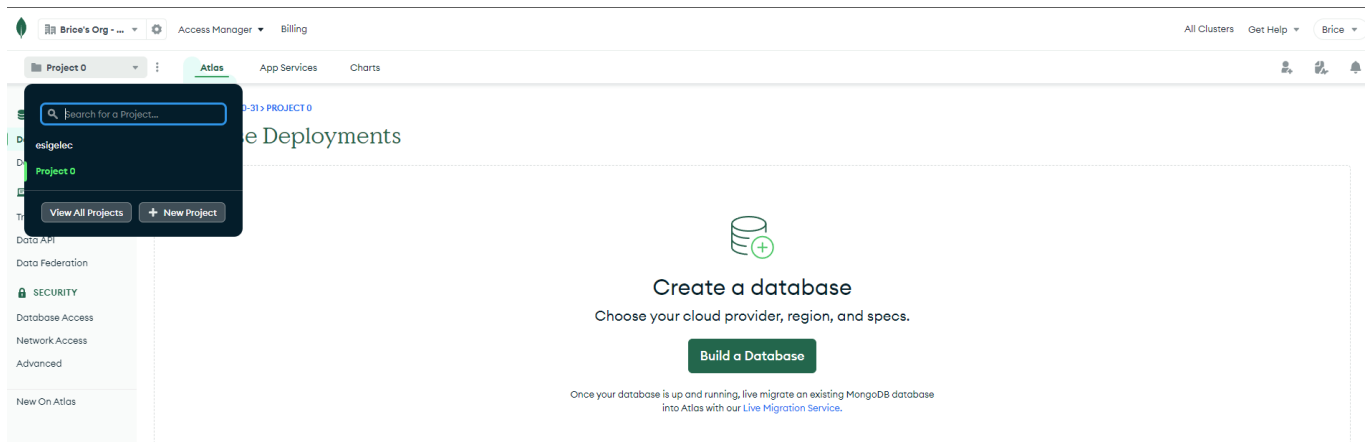 Brice's Org - ...
Access Manager
Billing
All Clusters
Get Help
Brice
Project 0
Atlas
App Services
Charts
Search for a Project...
0-31 > PROJECT 0
se Deployments
esigelec
Project 0
View All Projects
+ New Project
Data API
Data Federation
SECURITY
Database Access
Network Access
Advanced
New On Atlas
Create a database
Choose your cloud provider, region, and specs.
Build a Database
Once your database is up and running, live migrate an existing MongoDB database
into Atlas with our Live Migration Service.